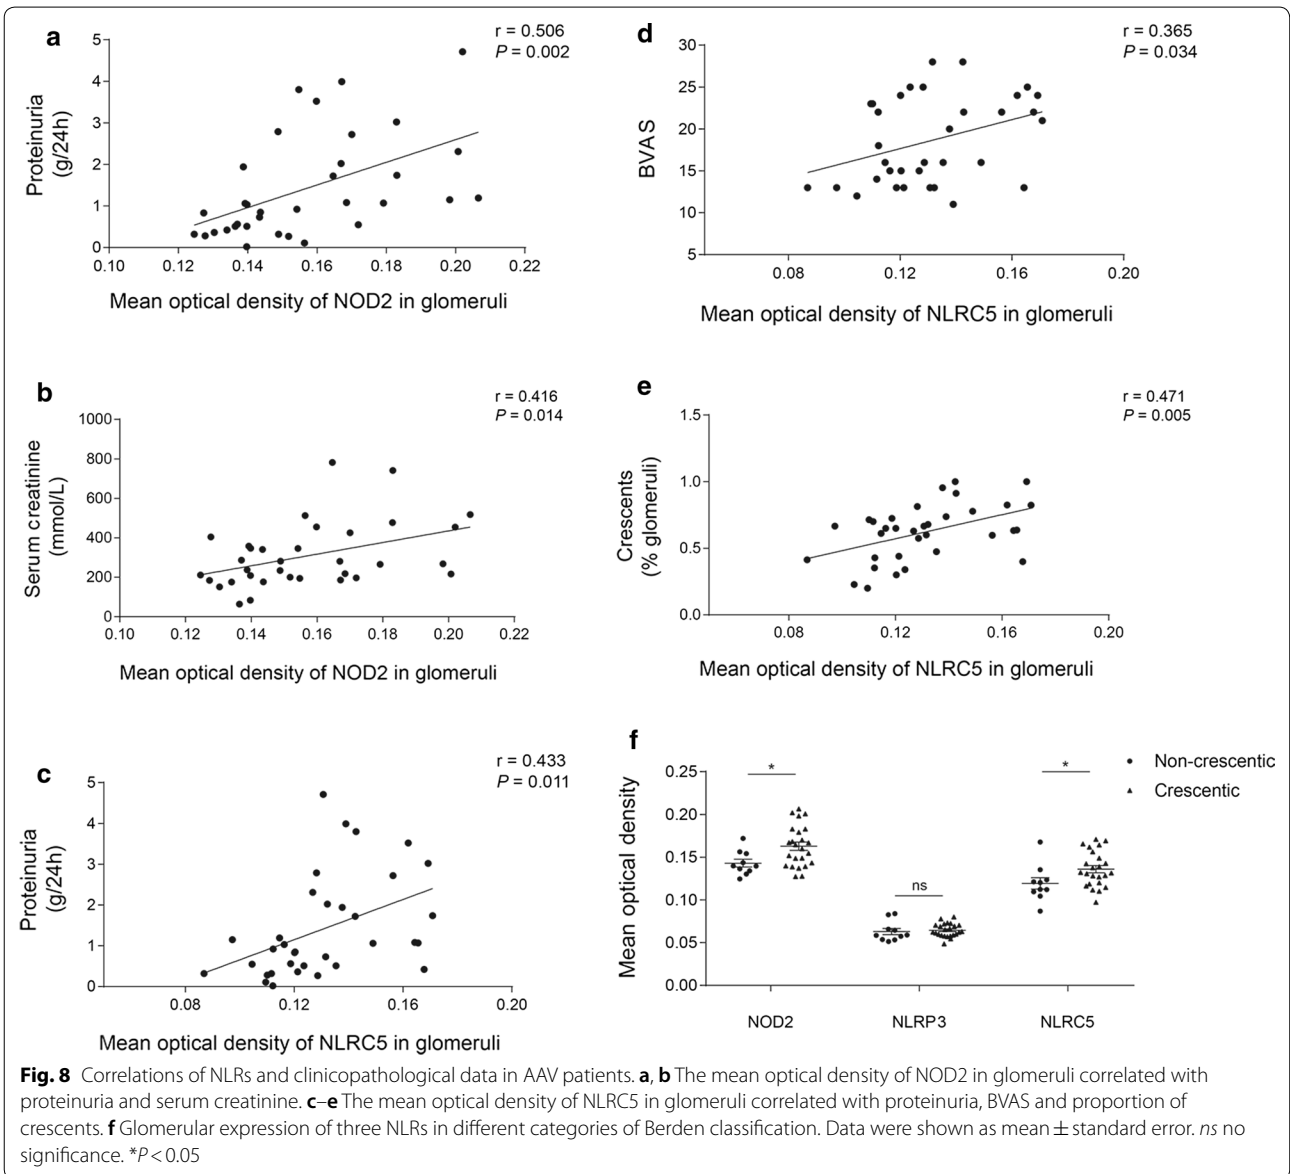 a
r = 0.506
P = 0.002
5
4
3
2
1
0
Proteinuria
(g/24h)
0.10 0.12 0.14 0.16 0.18 0.20 0.22
Mean optical density of NOD2 in glomeruli
d
r = 0.365
P = 0.034
30
25
20
15
10
5
BVAS
0.08 0.12 0.16 0.20
Mean optical density of NLRC5 in glomeruli
b
r = 0.416
P = 0.014
1000
800
600
400
200
0
Serum creatinine
(mmol/L)
0.10 0.12 0.14 0.16 0.18 0.20 0.22
Mean optical density of NOD2 in glomeruli
e
r = 0.471
P = 0.005
1.5
1.0
0.5
0.0
Crescents
(% glomeruli)
0.08 0.12 0.16 0.20
Mean optical density of NLRC5 in glomeruli
c
r = 0.433
P = 0.011
5
4
3
2
1
0
Proteinuria
(g/24h)
0.08 0.12 0.16 0.20
Mean optical density of NLRC5 in glomeruli
f
Non-crescentic
Crescentic
0.25
0.20
0.15
0.10
0.05
0.00
Mean optical density
*
ns
*
NOD2 NLRP3 NLRC5
Fig. 8 Correlations of NLRs and clinicopathological data in AAV patients. a, b The mean optical density of NOD2 in glomeruli correlated with
proteinuria and serum creatinine. c–e The mean optical density of NLRC5 in glomeruli correlated with proteinuria, BVAS and proportion of
crescents. f Glomerular expression of three NLRs in different categories of Berden classification. Data were shown as mean ± standard error. ns no
significance. *P < 0.05